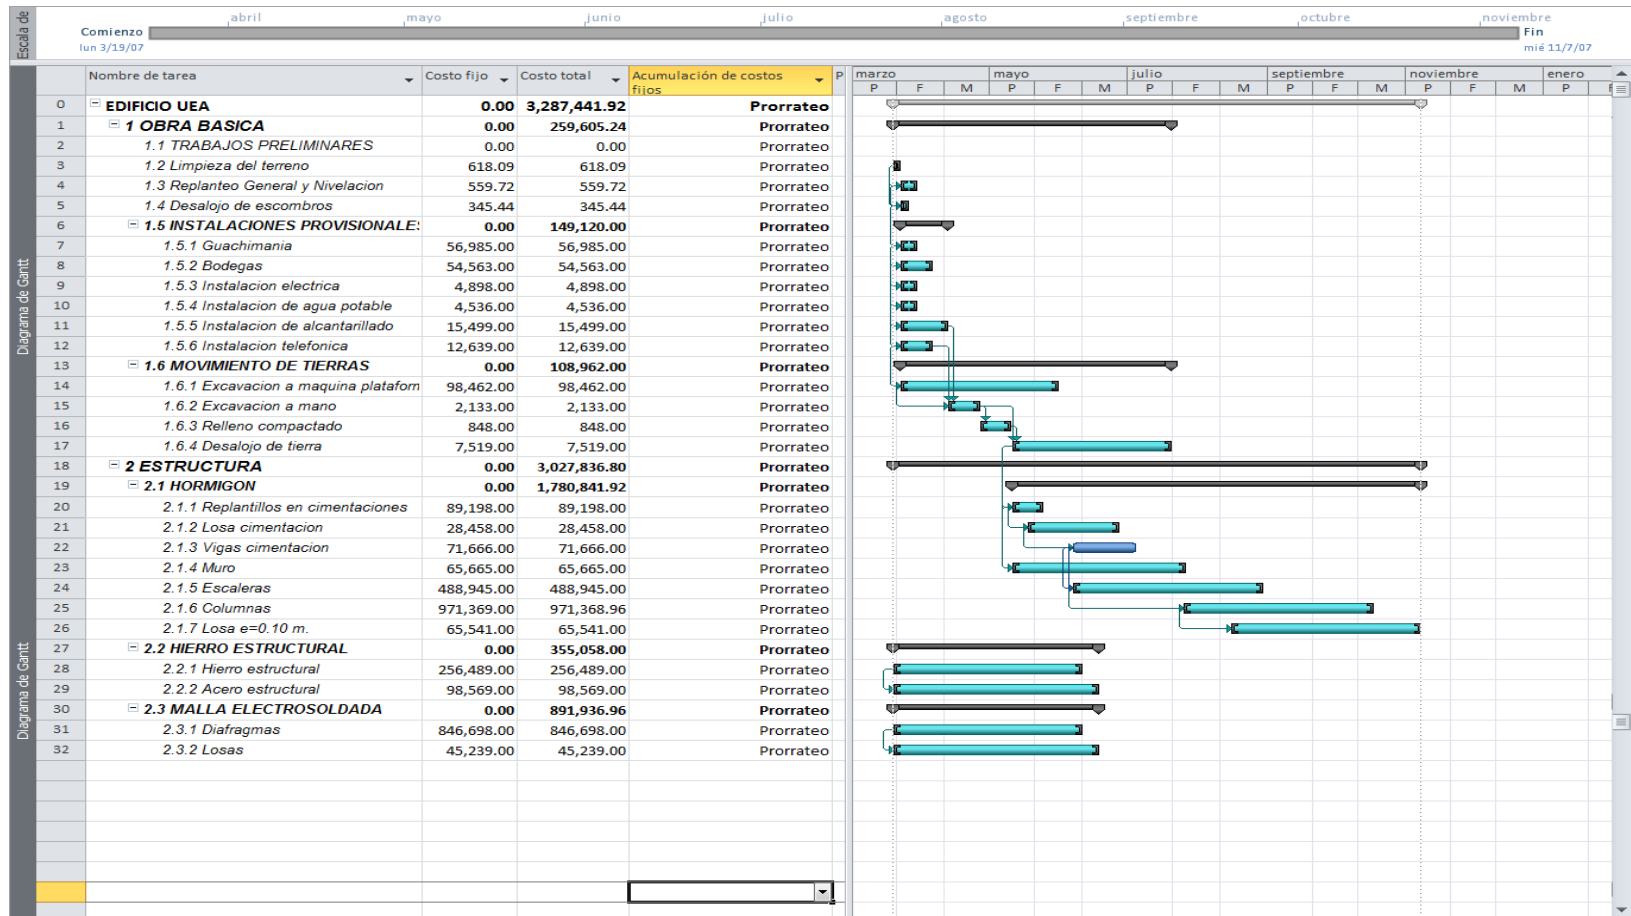 Escala de
abril mayo junio julio agosto septiembre octubre noviembre
Comienzo
lun 3/19/07
Fin
mié 11/7/07
Diagrama de Gantt
Diagrama de Gantt
Nombre de tarea Costo fijo Costo total Acumulación de costos fijos P
marzo mayo julio septiembre noviembre enero
P F M P F M P F M P F M P F M P F
0 EDIFICIO UEA 0.00 3,287,441.92 Prorrateo
1 1 OBRA BASICA 0.00 259,605.24 Prorrateo
2 1.1 TRABAJOS PRELIMINARES 0.00 0.00 Prorrateo
3 1.2 Limpieza del terreno 618.09 618.09 Prorrateo
4 1.3 Replanteo General y Nivelacion 559.72 559.72 Prorrateo
5 1.4 Desalojo de escombros 345.44 345.44 Prorrateo
6 1.5 INSTALACIONES PROVISIONALES 0.00 149,120.00 Prorrateo
7 1.5.1 Guachimania 56,985.00 56,985.00 Prorrateo
8 1.5.2 Bodegas 54,563.00 54,563.00 Prorrateo
9 1.5.3 Instalacion electrica 4,898.00 4,898.00 Prorrateo
10 1.5.4 Instalacion de agua potable 4,536.00 4,536.00 Prorrateo
11 1.5.5 Instalacion de alcantarillado 15,499.00 15,499.00 Prorrateo
12 1.5.6 Instalacion telefonica 12,639.00 12,639.00 Prorrateo
13 1.6 MOVIMIENTO DE TIERRAS 0.00 108,962.00 Prorrateo
14 1.6.1 Excavacion a maquina plataform 98,462.00 98,462.00 Prorrateo
15 1.6.2 Excavacion a mano 2,133.00 2,133.00 Prorrateo
16 1.6.3 Relleno compactado 848.00 848.00 Prorrateo
17 1.6.4 Desalojo de tierra 7,519.00 7,519.00 Prorrateo
18 2 ESTRUCTURA 0.00 3,027,836.80 Prorrateo
19 2.1 HORMIGON 0.00 1,780,841.92 Prorrateo
20 2.1.1 Replantillos en cimentaciones 89,198.00 89,198.00 Prorrateo
21 2.1.2 Losa cimentacion 28,458.00 28,458.00 Prorrateo
22 2.1.3 Vigas cimentacion 71,666.00 71,666.00 Prorrateo
23 2.1.4 Muro 65,665.00 65,665.00 Prorrateo
24 2.1.5 Escaleras 488,945.00 488,945.00 Prorrateo
25 2.1.6 Columnas 971,369.00 971,368.96 Prorrateo
26 2.1.7 Losa e=0.10 m. 65,541.00 65,541.00 Prorrateo
27 2.2 HIERRO ESTRUCTURAL 0.00 355,058.00 Prorrateo
28 2.2.1 Hierro estructural 256,489.00 256,489.00 Prorrateo
29 2.2.2 Acero estructural 98,569.00 98,569.00 Prorrateo
30 2.3 MALLA ELECTROSOLDADA 0.00 891,936.96 Prorrateo
31 2.3.1 Diafragmas 846,698.00 846,698.00 Prorrateo
32 2.3.2 Losas 45,239.00 45,239.00 Prorrateo